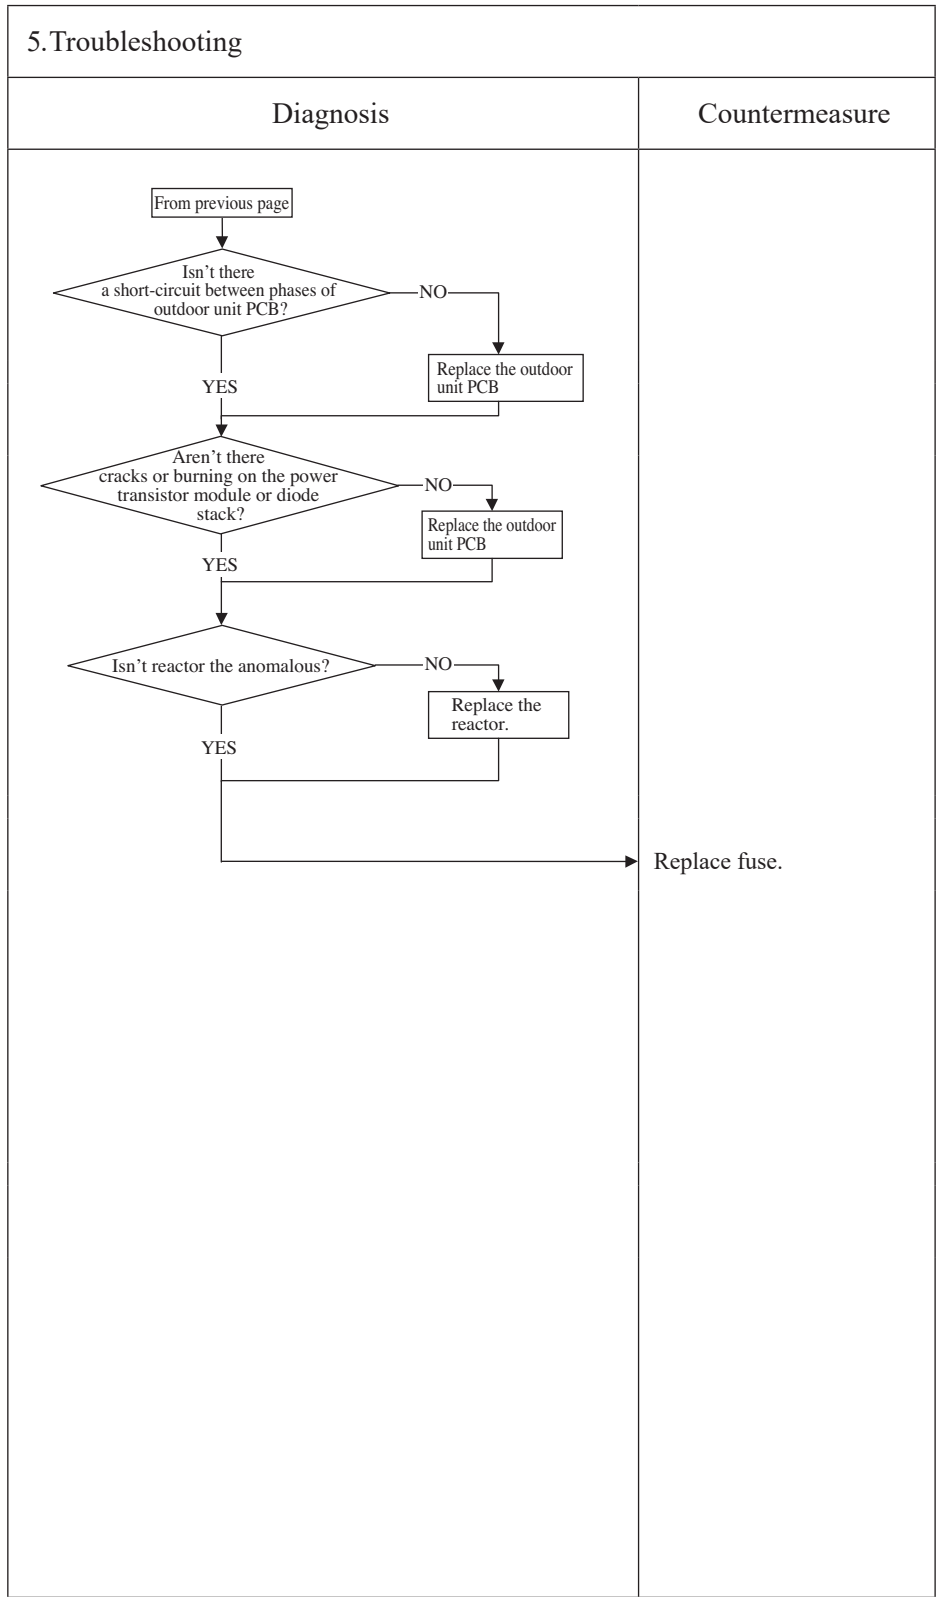 5.Troubleshooting
Diagnosis
Countermeasure
From previous page
Isn't there
a short-circuit between phases of
outdoor unit PCB?
NO
Replace the outdoor
unit PCB
YES
Aren't there
cracks or burning on the power
transistor module or diode
stack?
NO
Replace the outdoor
unit PCB
YES
Isn't reactor the anomalous?
NO
Replace the
reactor.
YES
Replace fuse.